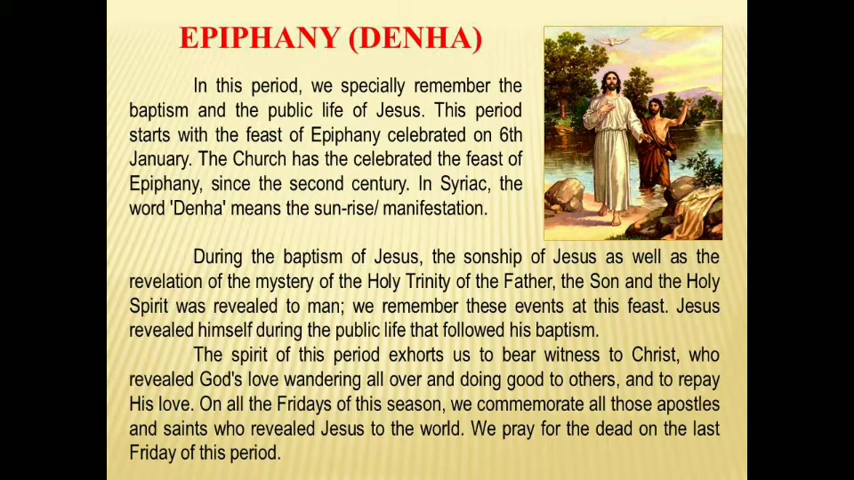 EPIPHANY (DENHA)
In this period, we specially remember the
baptism and the public life of Jesus. This period
starts with the feast of Epiphany celebrated on 6th
January. The Church has the celebrated the feast of
Epiphany, since the second century. In Syriac, the
word 'Denha' means the sun-rise/ manifestation.
During the baptism of Jesus, the sonship of Jesus as well as the
revelation of the mystery of the Holy Trinity of the Father, the Son and the Holy
Spirit was revealed to man; we remember these events at this feast. Jesus
revealed himself during the public life that followed his baptism.
The spirit of this period exhorts us to bear witness to Christ, who
revealed God's love wandering all over and doing good to others, and to repay
His love. On all the Fridays of this season, we commemorate all those apostles
and saints who revealed Jesus to the world. We pray for the dead on the last
Friday of this period.